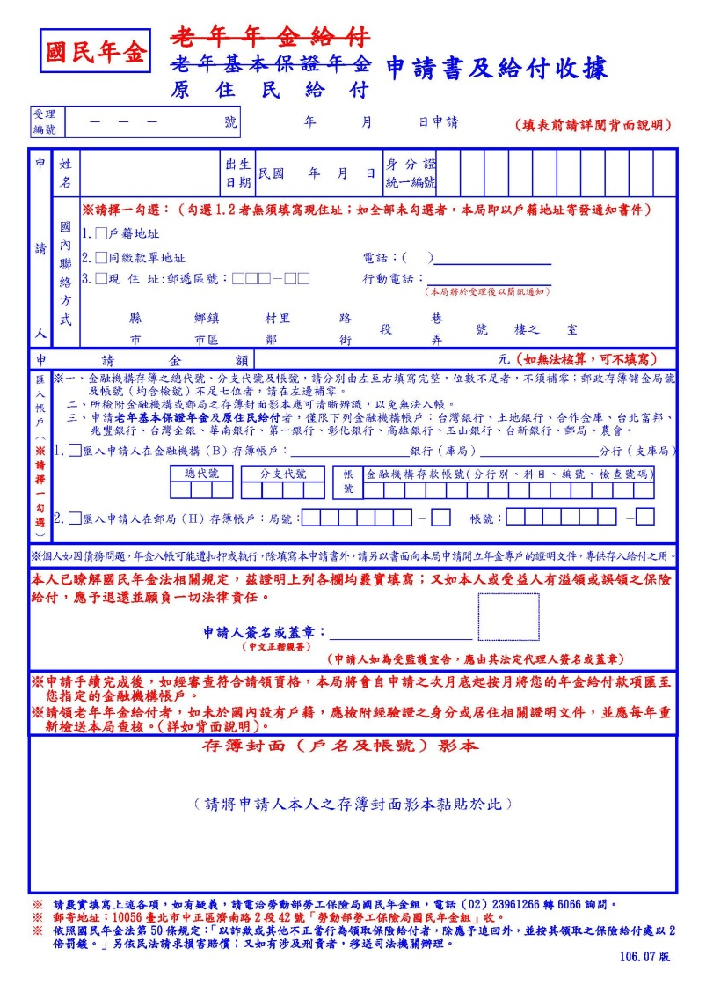 國民年金
老年年金給付
老年基本保證年金
原住民給付
申請書及給付收據
受理編號
－ － － 號
年 月 日申請
(填表前請詳閱背面說明)
申請人
姓名
出生日期
民國 年 月 日
身分證統一編號
國內聯絡方式
※請擇一勾選：（勾選1.2者無須填寫現住址；如全部未勾選者，本局即以戶籍地址寄發通知書件）
1.□戶籍地址
2.□同繳款單地址
電話：( )
3.□現住址:郵遞區號：□□□－□□
行動電話：
(本局將於受理後以簡訊通知)
縣 鄉鎮 村里 路 巷
段 號 樓之 室
市 市區 鄰 街 弄
申請金額
元（如無法核算，可不填寫）
匯入帳戶（※請擇一勾選）
※一、金融機構存簿之總代號、分支代號及帳號，請分別由左至右填寫完整，位數不足者，不須補零；郵政存簿儲金局號
及帳號（均含檢號）不足七位者，請在左邊補零。
二、所檢附金融機構或郵局之存簿封面影本應可清晰辨識，以免無法入帳。
三、申請老年基本保證年金及原住民給付者，僅限下列金融機構帳戶：台灣銀行、土地銀行、合作金庫、台北富邦、
兆豐銀行、台灣企銀、華南銀行、第一銀行、彰化銀行、高雄銀行、玉山銀行、台新銀行、郵局、農會。
1.□匯入申請人在金融機構（B）存簿帳戶：銀行（庫局）分行（支庫局）
總代號
分支代號
帳號
金融機構存款帳號(分行別、科目、編號、檢查號碼)
2.□匯入申請人在郵局（H）存簿帳戶：局號： － 帳號： －
※個人如因債務問題，年金入帳可能遭扣押或執行，除填寫本申請書外，請另以書面向本局申請開立年金專戶的證明文件，專供存入給付之用。
本人已瞭解國民年金法相關規定，茲證明上列各欄均覈實填寫；又如本人或受益人有溢領或誤領之保險
給付，應予退還並願負一切法律責任。
申請人簽名或蓋章：
（中文正楷親簽）
（申請人如為受監護宣告，應由其法定代理人簽名或蓋章）
※申請手續完成後，如經審查符合請領資格，本局將會自申請之次月底起按月將您的年金給付款項匯至
您指定的金融機構帳戶。
※請領老年年金給付者，如未於國內設有戶籍，應檢附經驗證之身分或居住相關證明文件，並應每年重
新檢送本局查核。（詳如背面說明）。
存簿封面（戶名及帳號）影本
（請將申請人本人之存簿封面影本黏貼於此）
※ 請覈實填寫上述各項，如有疑義，請電洽勞動部勞工保險局國民年金組，電話（02）23961266 轉 6066 詢問。
※ 郵寄地址：10056 臺北市中正區濟南路 2 段 42 號「勞動部勞工保險局國民年金組」收。
※ 依照國民年金法第 50 條規定：「以詐欺或其他不正當行為領取保險給付者，除應予追回外，並按其領取之保險給付處以 2
倍罰鍰。」另依民法請求損害賠償；又如有涉及刑責者，移送司法機關辦理。
106.07 版